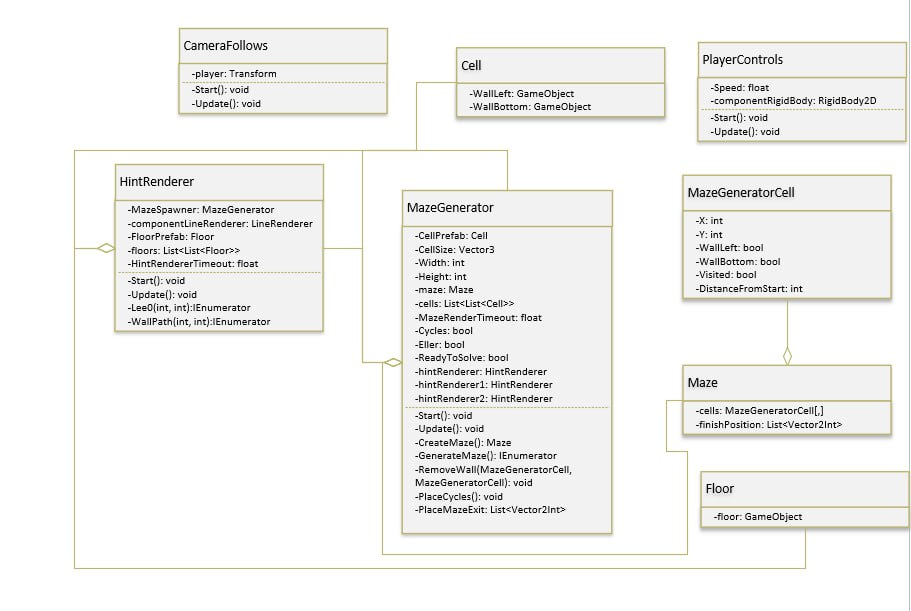 CameraFollows
-player: Transform
-Start(): void
-Update(): void
Cell
-WallLeft: GameObject
-WallBottom: GameObject
PlayerControls
-Speed: float
-componentRigidBody: RigidBody2D
-Start(): void
-Update(): void
HintRenderer
-MazeSpawner: MazeGenerator
-componentLineRenderer: LineRenderer
-FloorPrefab: Floor
-floors: List<List<Floor>>
-HintRendererTimeout: float
-Start(): void
-Update(): void
-Lee0(int, int):IEnumerator
-WallPath(int, int):IEnumerator
MazeGenerator
-CellPrefab: Cell
-CellSize: Vector3
-Width: int
-Height: int
-maze: Maze
-cells: List<List<Cell>>
-MazeRenderTimeout: float
-Cycles: bool
-Eller: bool
-ReadyToSolve: bool
-hintRenderer: HintRenderer
-hintRenderer1: HintRenderer
-hintRenderer2: HintRenderer
-Start(): void
-Update(): void
-CreateMaze(): Maze
-GenerateMaze(): IEnumerator
-RemoveWall(MazeGeneratorCell,
MazeGeneratorCell): void
-PlaceCycles(): void
-PlaceMazeExit: List<Vector2Int>
MazeGeneratorCell
-X: int
-Y: int
-WallLeft: bool
-WallBottom: bool
-Visited: bool
-DistanceFromStart: int
Maze
-cells: MazeGeneratorCell[,]
-finishPosition: List<Vector2Int>
Floor
-floor: GameObject